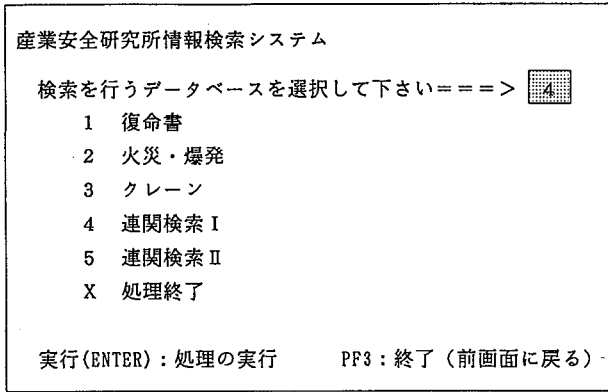 産業安全研究所情報検索システム
検索を行うデータベースを選択して下さい＝＝＝＞ 4
1 復命書
2 火災・爆発
3 クレーン
4 連関検索Ⅰ
5 連関検索Ⅱ
X 処理終了
実行(ENTER)：処理の実行 PF3：終了（前画面に戻る）